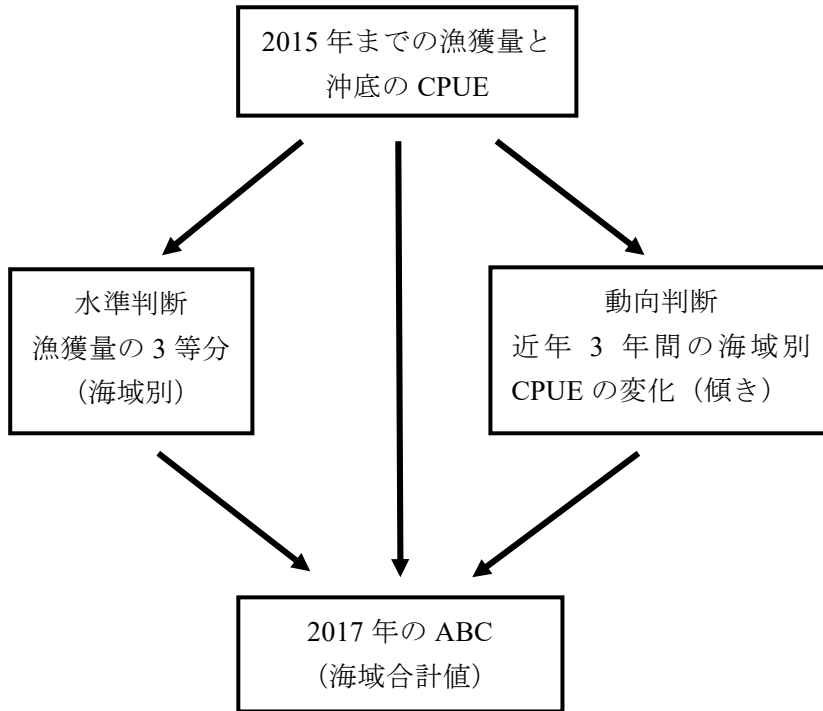 2015 年までの漁獲量と
沖底の CPUE
水準判断
漁獲量の 3 等分
（海域別）
動向判断
近年 3 年間の海域別
CPUE の変化（傾き）
2017 年の ABC
（海域合計値）